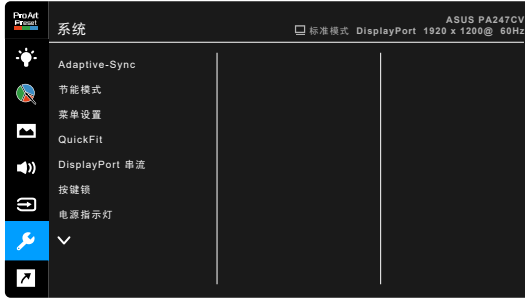 ProArt
Preset
系统
ASUS PA247CV
标准模式 DisplayPort 1920 x 1200@ 60Hz
Adaptive-Sync
节能模式
菜单设置
QuickFit
DisplayPort 串流
按键锁
电源指示灯